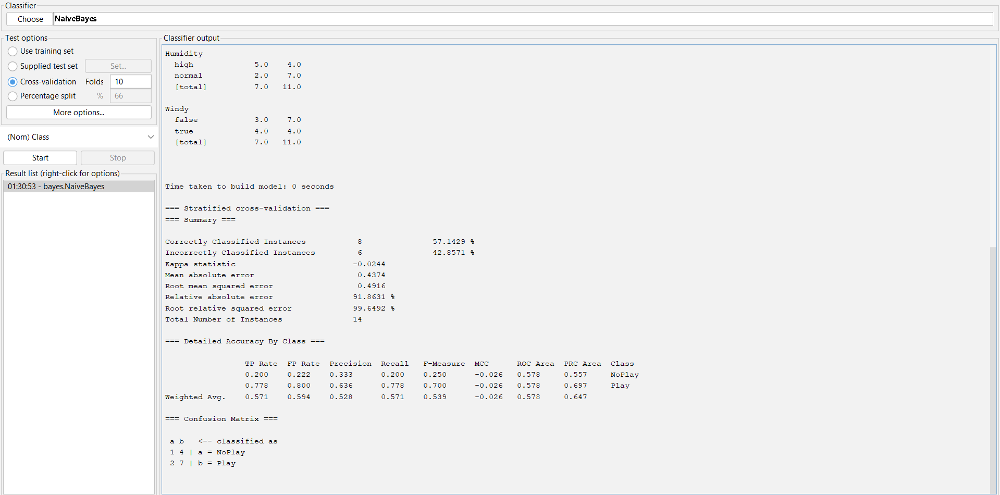 Classifier
Choose NaiveBayes
Test options
Use training set
Supplied test set Set...
Cross-validation Folds 10
Percentage split % 66
More options...
(Nom) Class
Start Stop
Result list (right-click for options)
01:30:53 - bayes.NaiveBayes
Classifier output
Humidity
high 5.0 4.0
normal 2.0 7.0
[total] 7.0 11.0
Windy
false 3.0 7.0
true 4.0 4.0
[total] 7.0 11.0
Time taken to build model: 0 seconds
=== Stratified cross-validation ===
=== Summary ===
Correctly Classified Instances 8 57.1429 %
Incorrectly Classified Instances 6 42.8571 %
Kappa statistic -0.0244
Mean absolute error 0.4374
Root mean squared error 0.4916
Relative absolute error 91.8631 %
Root relative squared error 99.6492 %
Total Number of Instances 14
=== Detailed Accuracy By Class ===
TP Rate FP Rate Precision Recall F-Measure MCC ROC Area PRC Area Class
0.200 0.222 0.333 0.200 0.250 -0.026 0.578 0.557 NoPlay
0.778 0.800 0.636 0.778 0.700 -0.026 0.578 0.697 Play
Weighted Avg. 0.571 0.594 0.528 0.571 0.539 -0.026 0.578 0.647
=== Confusion Matrix ===
a b <-- classified as
1 4 | a = NoPlay
2 7 | b = Play